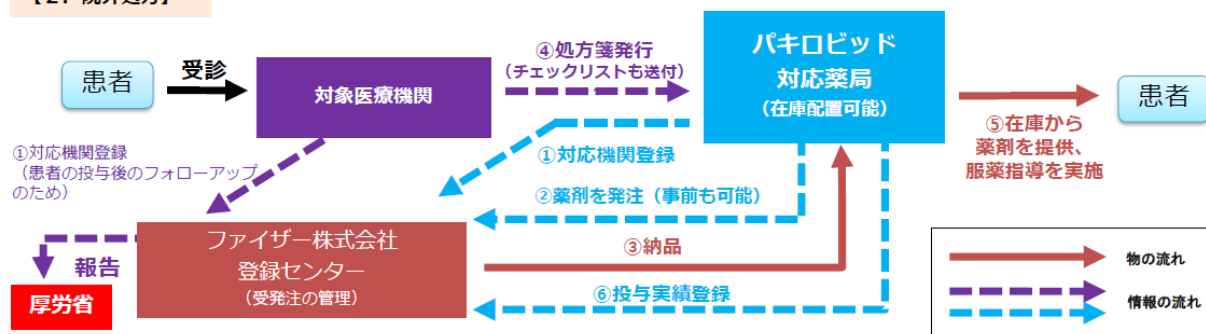 【2. 院外処方】
患者
受診
対象医療機関
④処方箋発行
（チェックリストも送付）
パキロビッド
対応薬局
（在庫配置可能）
⑤在庫から
薬剤を提供、
服薬指導を実施
患者
①対応機関登録
（患者の投与後のフォローアップ
のため）
①対応機関登録
②薬剤を発注（事前も可能）
ファイザー株式会社
登録センター
（受発注の管理）
③納品
⑥投与実績登録
報告
厚労省
物の流れ
情報の流れ